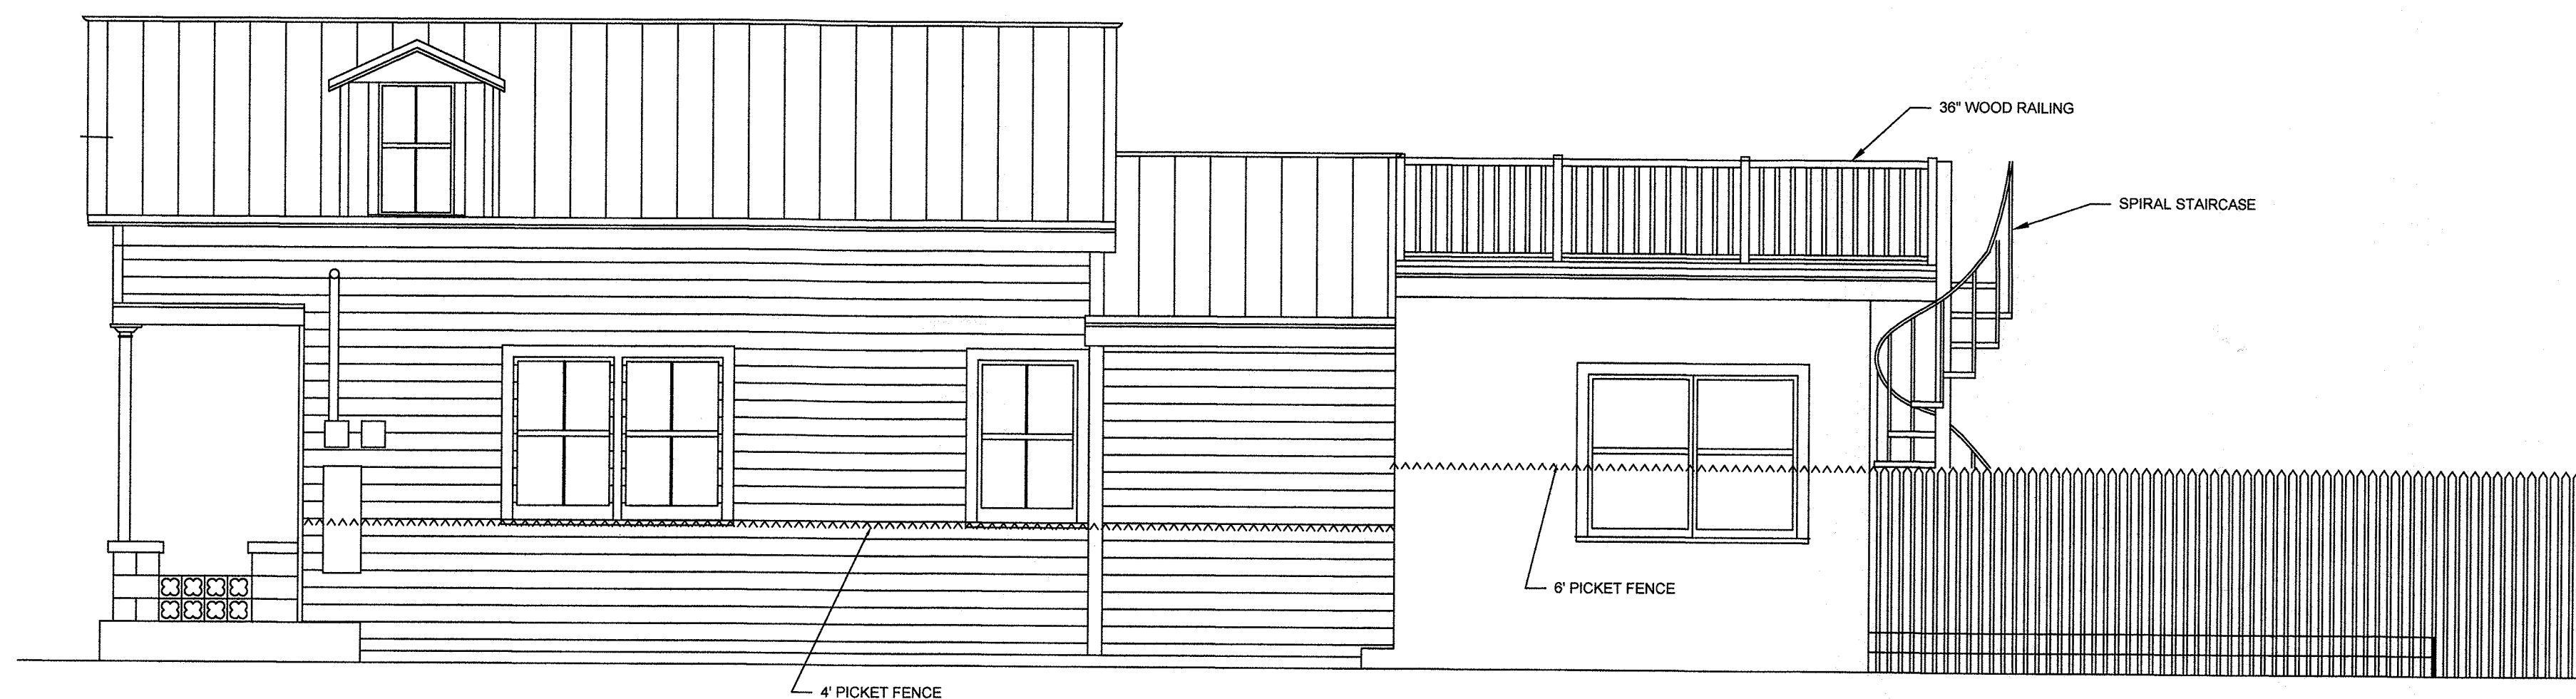 36" WOOD RAILING
SPIRAL STAIRCASE
6' PICKET FENCE
4' PICKET FENCE